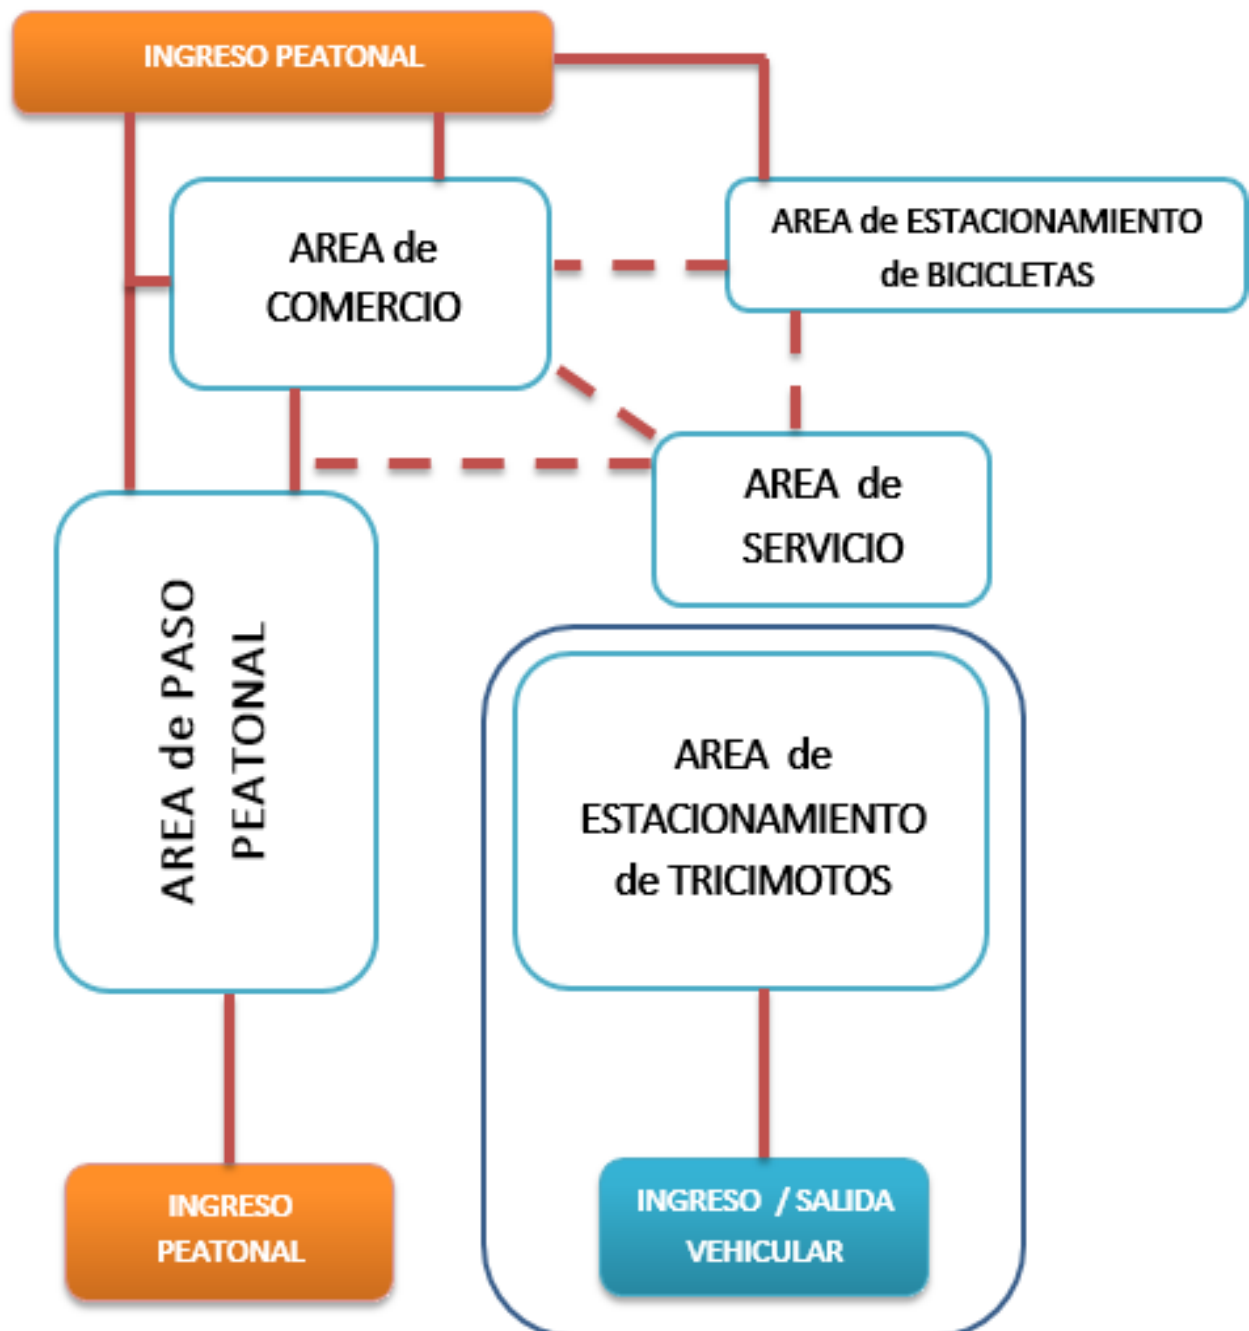 INGRESO PEATONAL
AREA de
COMERCIO
AREA de ESTACIONAMIENTO
de BICICLETAS
AREA de
SERVICIO
AREA de PASO
PEATONAL
AREA de
ESTACIONAMIENTO
de TRICIMOTOS
INGRESO
PEATONAL
INGRESO / SALIDA
VEHICULAR